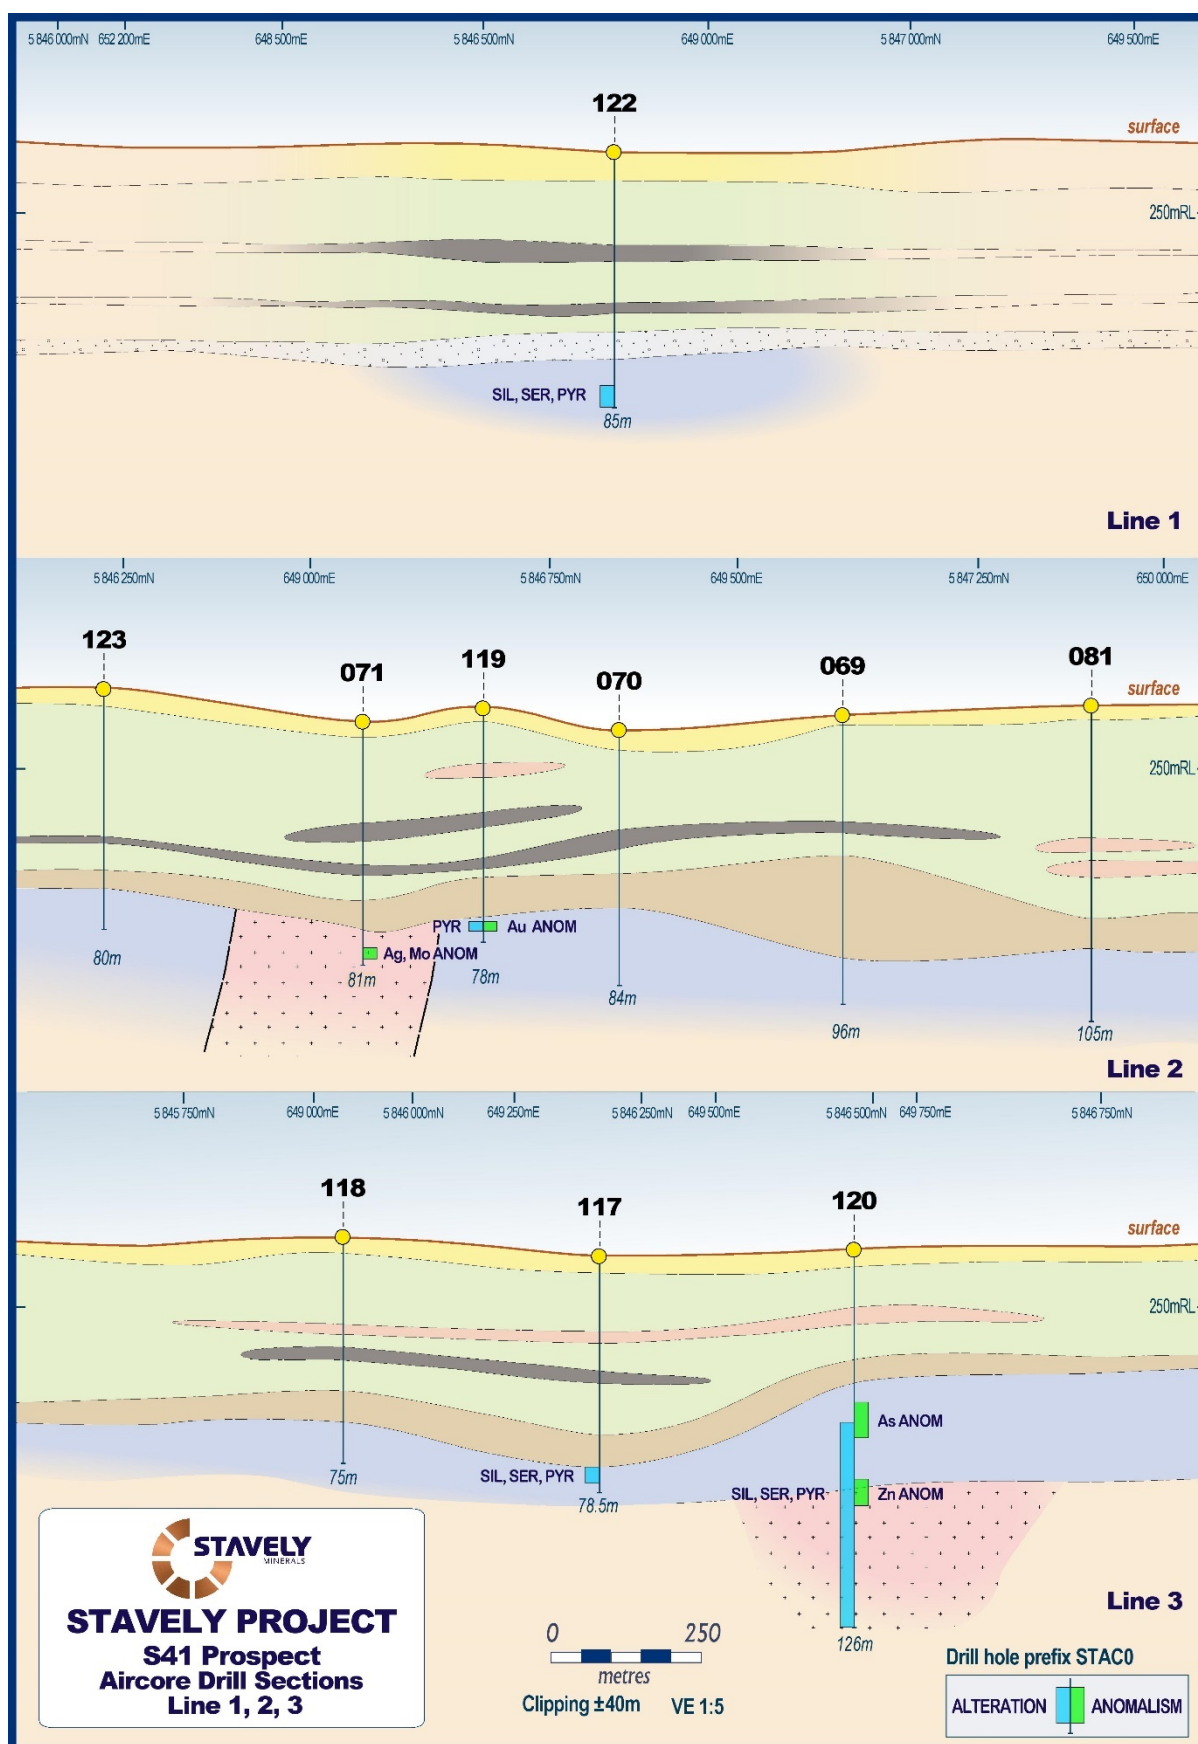 5 846 000mN 652 200mE 648 500mE 5 846 500mN 649 000mE 5 847 000mN 649 500mE
122
surface
250mRL
SIL, SER, PYR
85m
Line 1
5 846 250mN 649 000mE 5 846 750mN 649 500mE 5 847 250mN 650 000mE
123 071 119 070 069 081
surface
250mRL
PYR Au ANOM
Ag, Mo ANOM
80m 81m 78m 84m 96m 105m
Line 2
5 845 750mN 649 000mE 5 846 000mN 649 250mE 5 846 250mN 649 500mE 5 846 500mN 649 750mE 5 846 750mN
118 117 120
surface
250mRL
As ANOM
SIL, SER, PYR
75m 78.5m
SIL, SER, PYR Zn ANOM
126m
Line 3
STAVELY
MINERALS
STAVELY PROJECT
S41 Prospect
Aircore Drill Sections
Line 1, 2, 3
0 250
metres
Clipping ±40m VE 1:5
Drill hole prefix STAC0
ALTERATION ANOMALISM